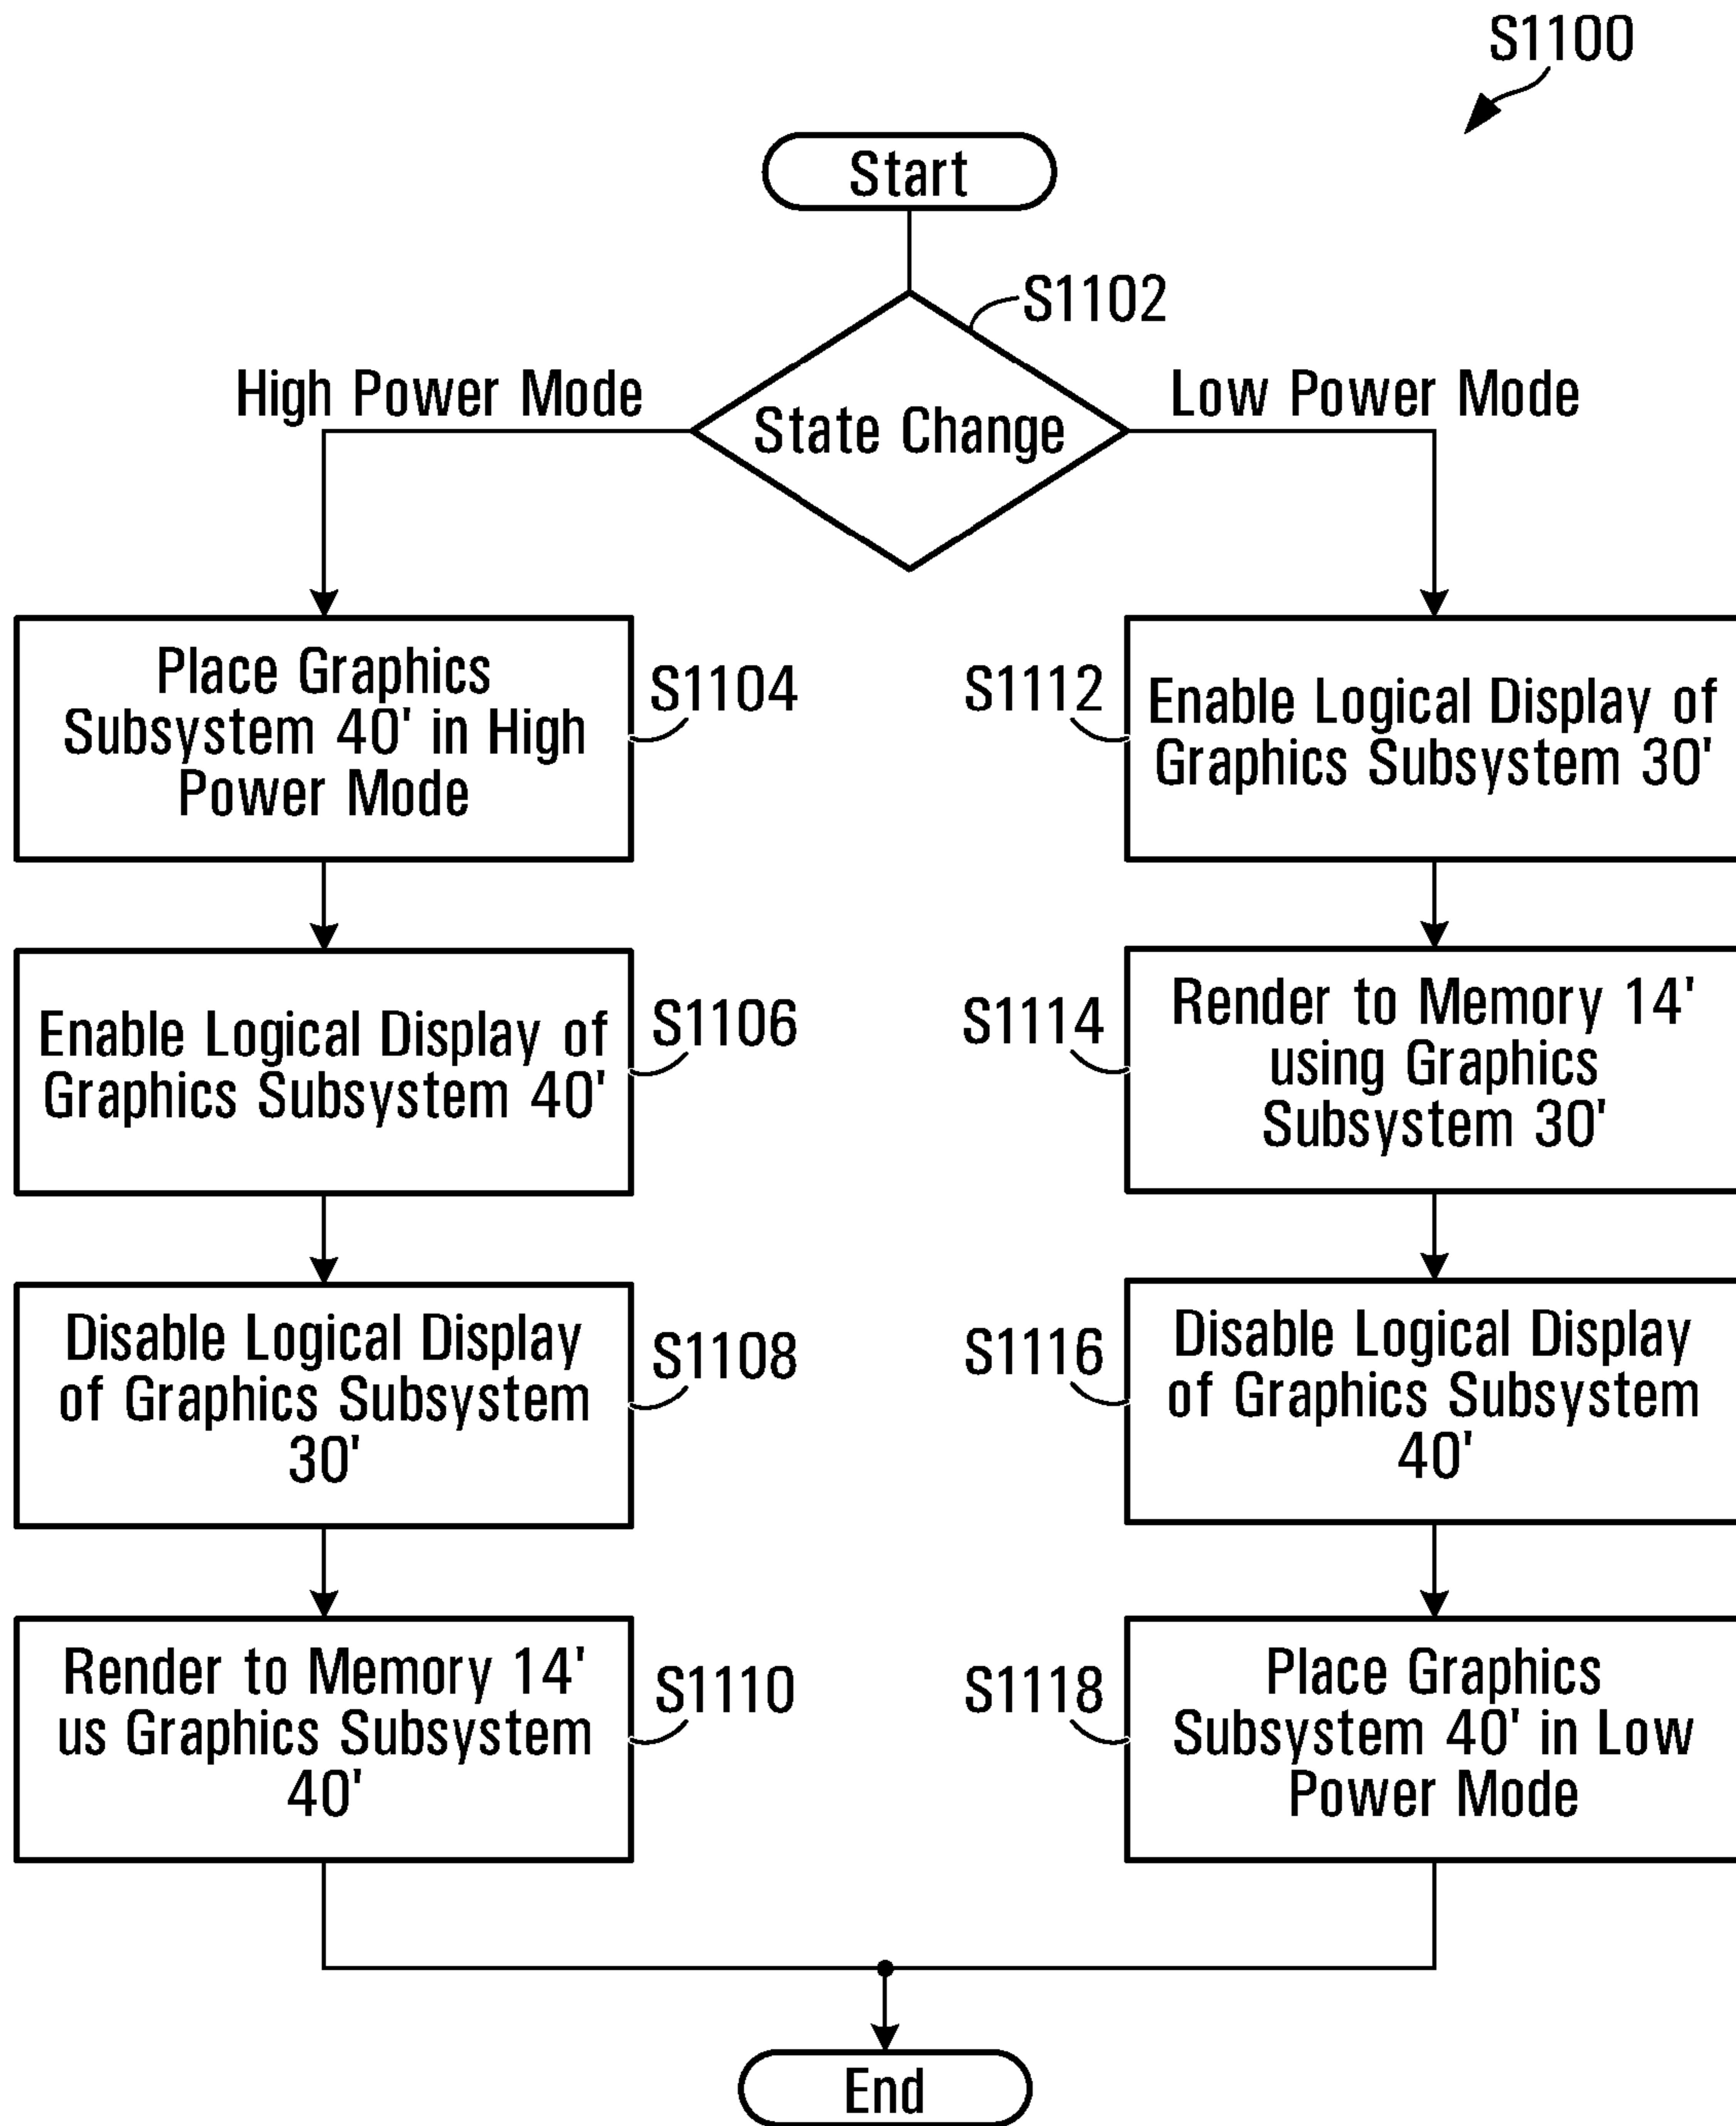 S1100
Start
S1102
High Power Mode
Low Power Mode
State Change
Place Graphics
Subsystem 40' in High
Power Mode
S1104
Enable Logical Display of
Graphics Subsystem 40'
S1106
Disable Logical Display
of Graphics Subsystem
30'
S1108
Render to Memory 14'
us Graphics Subsystem
40'
S1110
S1112
Enable Logical Display of
Graphics Subsystem 30'
S1114
Render to Memory 14'
using Graphics
Subsystem 30'
S1116
Disable Logical Display
of Graphics Subsystem
40'
S1118
Place Graphics
Subsystem 40' in Low
Power Mode
End